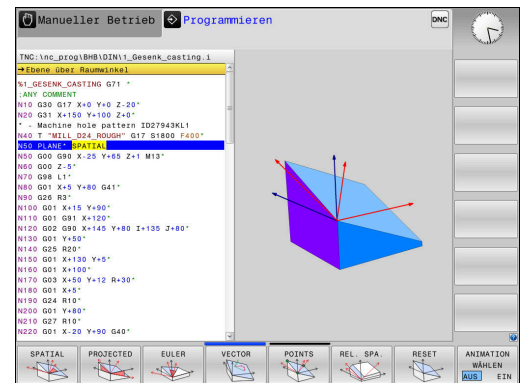 Manueller Betrieb
Programmieren
DNC
TNC:\nc_prog\BHB\DIN\1_Gesenk_casting.i
→Ebene über Raumwinkel
%1_GESENK_CASTING G71 *
;ANY COMMENT
N10 G30 G17 X+0 Y+0 Z-20*
N20 G31 X+150 Y+100 Z+0*
* - Machine hole pattern ID27943KL1
N40 T "MILL_D24_ROUGH" G17 S1800 F400*
N50 PLANE* SPATIAL
N50 G00 G90 X-25 Y+65 Z+1 M13*
N60 G00 Z-5*
N70 G98 L1*
N80 G01 X+5 Y+80 G41*
N90 G26 R3*
N100 G01 X+15 Y+90*
N110 G01 G91 X+120*
N120 G02 G90 X+145 Y+80 I+135 J+80*
N130 G01 Y+50*
N140 G25 R20*
N150 G01 X+130 Y+5*
N160 G01 X+100*
N170 G03 X+50 Y+12 R+30*
N180 G01 X+5*
N190 G24 R10*
N200 G01 Y+80*
N210 G27 R10*
N220 G01 X-20 Y+90 G40*
SPATIAL
PROJECTED
EULER
VECTOR
POINTS
REL. SPA.
RESET
ANIMATION
WÄHLEN
AUS EIN